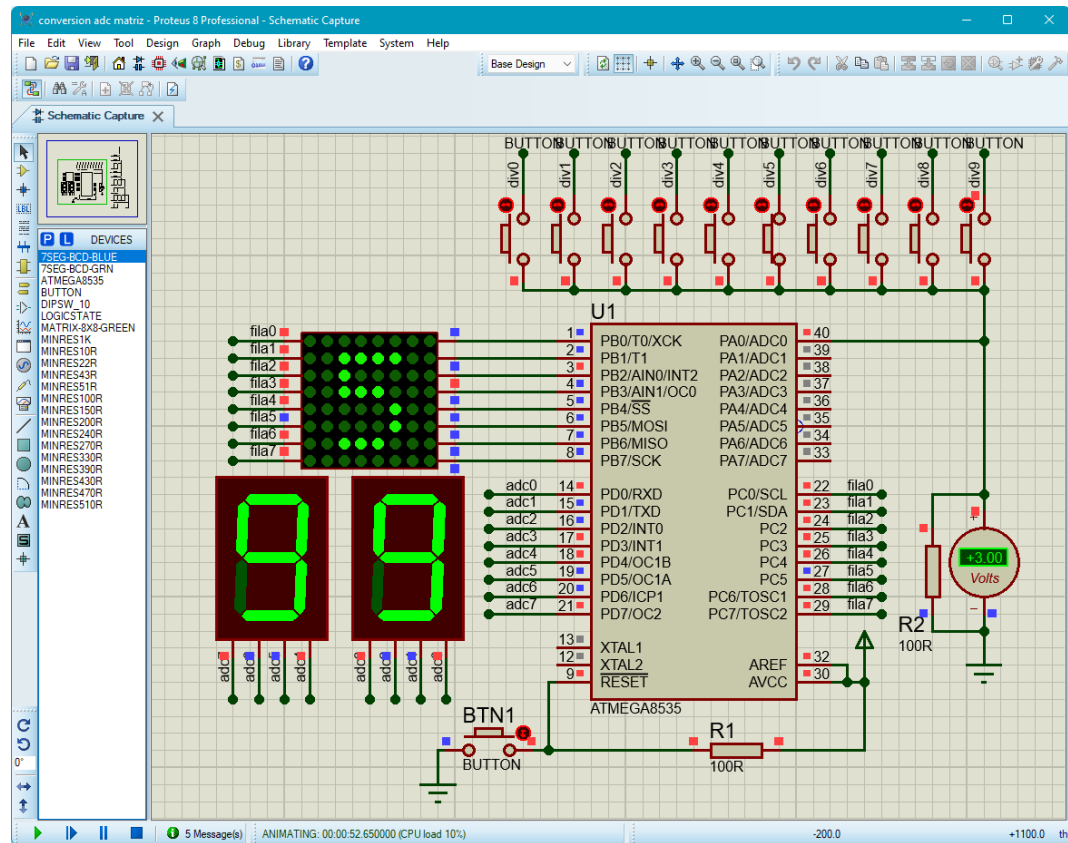 conversion adc matriz - Proteus 8 Professional - Schematic Capture
File Edit View Tool Design Graph Debug Library Template System Help
Base Design
Schematic Capture
P L DEVICES
7SEG-BCD-BLUE
7SEG-BCD-GRN
ATMEGA8535
BUTTON
DIPSW_10
LOGICSTATE
MATRIX-8X8-GREEN
MINRES1K
MINRES10R
MINRES22R
MINRES43R
MINRES51R
MINRES100R
MINRES150R
MINRES200R
MINRES240R
MINRES270R
MINRES330R
MINRES390R
MINRES430R
MINRES470R
MINRES510R
BUTTON BUTTON BUTTON BUTTON BUTTON BUTTON BUTTON BUTTON BUTTON BUTTON
div0 div1 div2 div3 div4 div5 div6 div7 div8 div9
U1
fila0
fila1
fila2
fila3
fila4
fila5
fila6
fila7
1 PB0/T0/XCK PA0/ADC0 40
2 PB1/T1 PA1/ADC1 39
3 PB2/AIN0/INT2 PA2/ADC2 38
4 PB3/AIN1/OC0 PA3/ADC3 37
5 PB4/SS PA4/ADC4 36
6 PB5/MOSI PA5/ADC5 35
7 PB6/MISO PA6/ADC6 34
8 PB7/SCK PA7/ADC7 33
adc0 14 PD0/RXD PC0/SCL 22 fila0
adc1 15 PD1/TXD PC1/SDA 23 fila1
adc2 16 PD2/INT0 PC2 24 fila2
adc3 17 PD3/INT1 PC3 25 fila3
adc4 18 PD4/OC1B PC4 26 fila4
adc5 19 PD5/OC1A PC5 27 fila5
adc6 20 PD6/ICP1 PC6/TOSC1 28 fila6
adc7 21 PD7/OC2 PC7/TOSC2 29 fila7
13 XTAL1
12 XTAL2 AREF 32
9 RESET AVCC 30
ATMEGA8535
99
+3.00
Volts
R2
100R
BTN1
BUTTON
R1
100R
0°
5 Message(s) ANIMATING: 00:00:52.650000 (CPU load 10%) -200.0 +1100.0 th